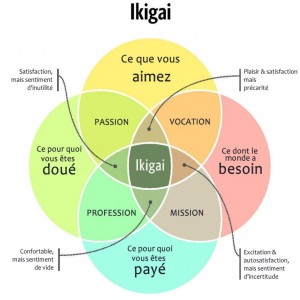 Ikigai
Ce que vous
aimez
Satisfaction,
mais sentiment
d'inutilité
Plaisir & satisfaction
mais
précarité
PASSION
VOCATION
Ce pour quoi
vous êtes
doué
Ikigai
Ce dont le
monde a
besoin
PROFESSION
MISSION
Confortable,
mais sentiment
de vide
Ce pour quoi
vous êtes
payé
Excitation &
autosatisfaction,
mais sentiment
d'incertitude